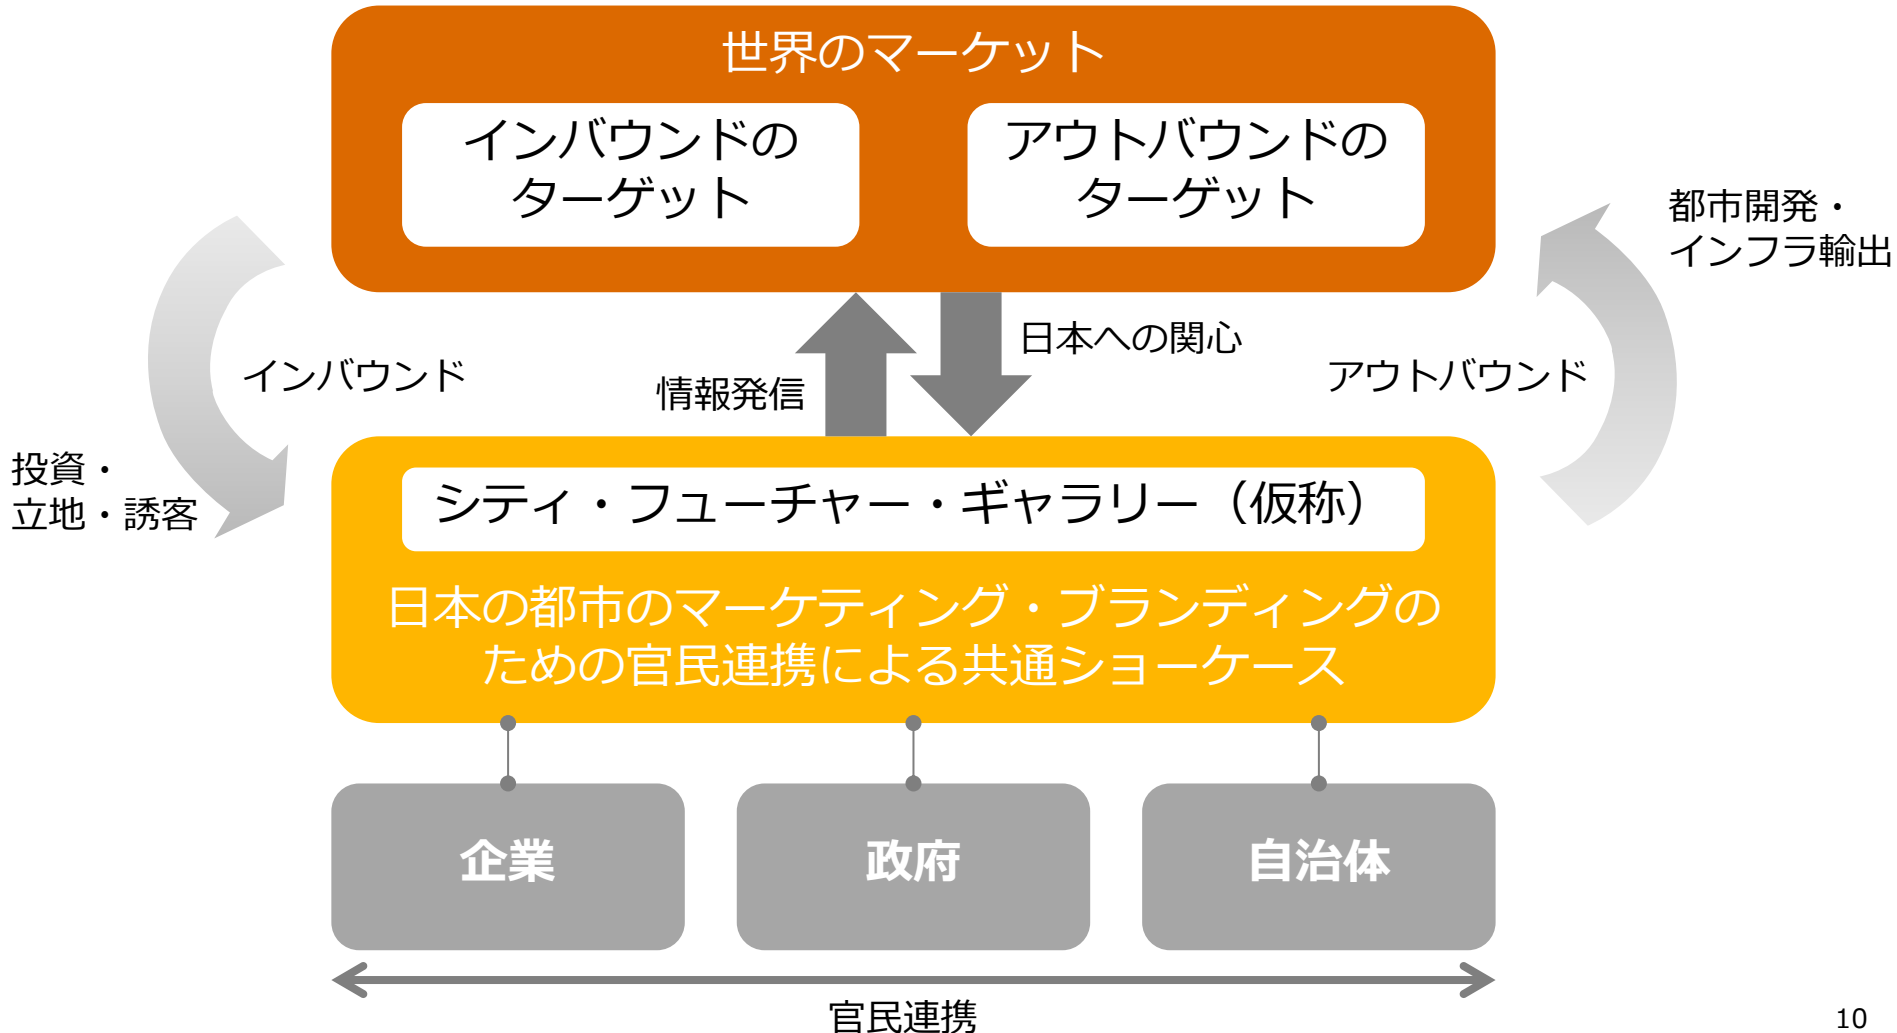 世界のマーケット
インバウンドの
ターゲット
アウトバウンドの
ターゲット
都市開発・
インフラ輸出
日本への関心
インバウンド
アウトバウンド
情報発信
投資・
立地・誘客
シティ・フューチャー・ギャラリー（仮称）
日本の都市のマーケティング・ブランディングの
ための官民連携による共通ショーケース
企業
政府
自治体
官民連携
10